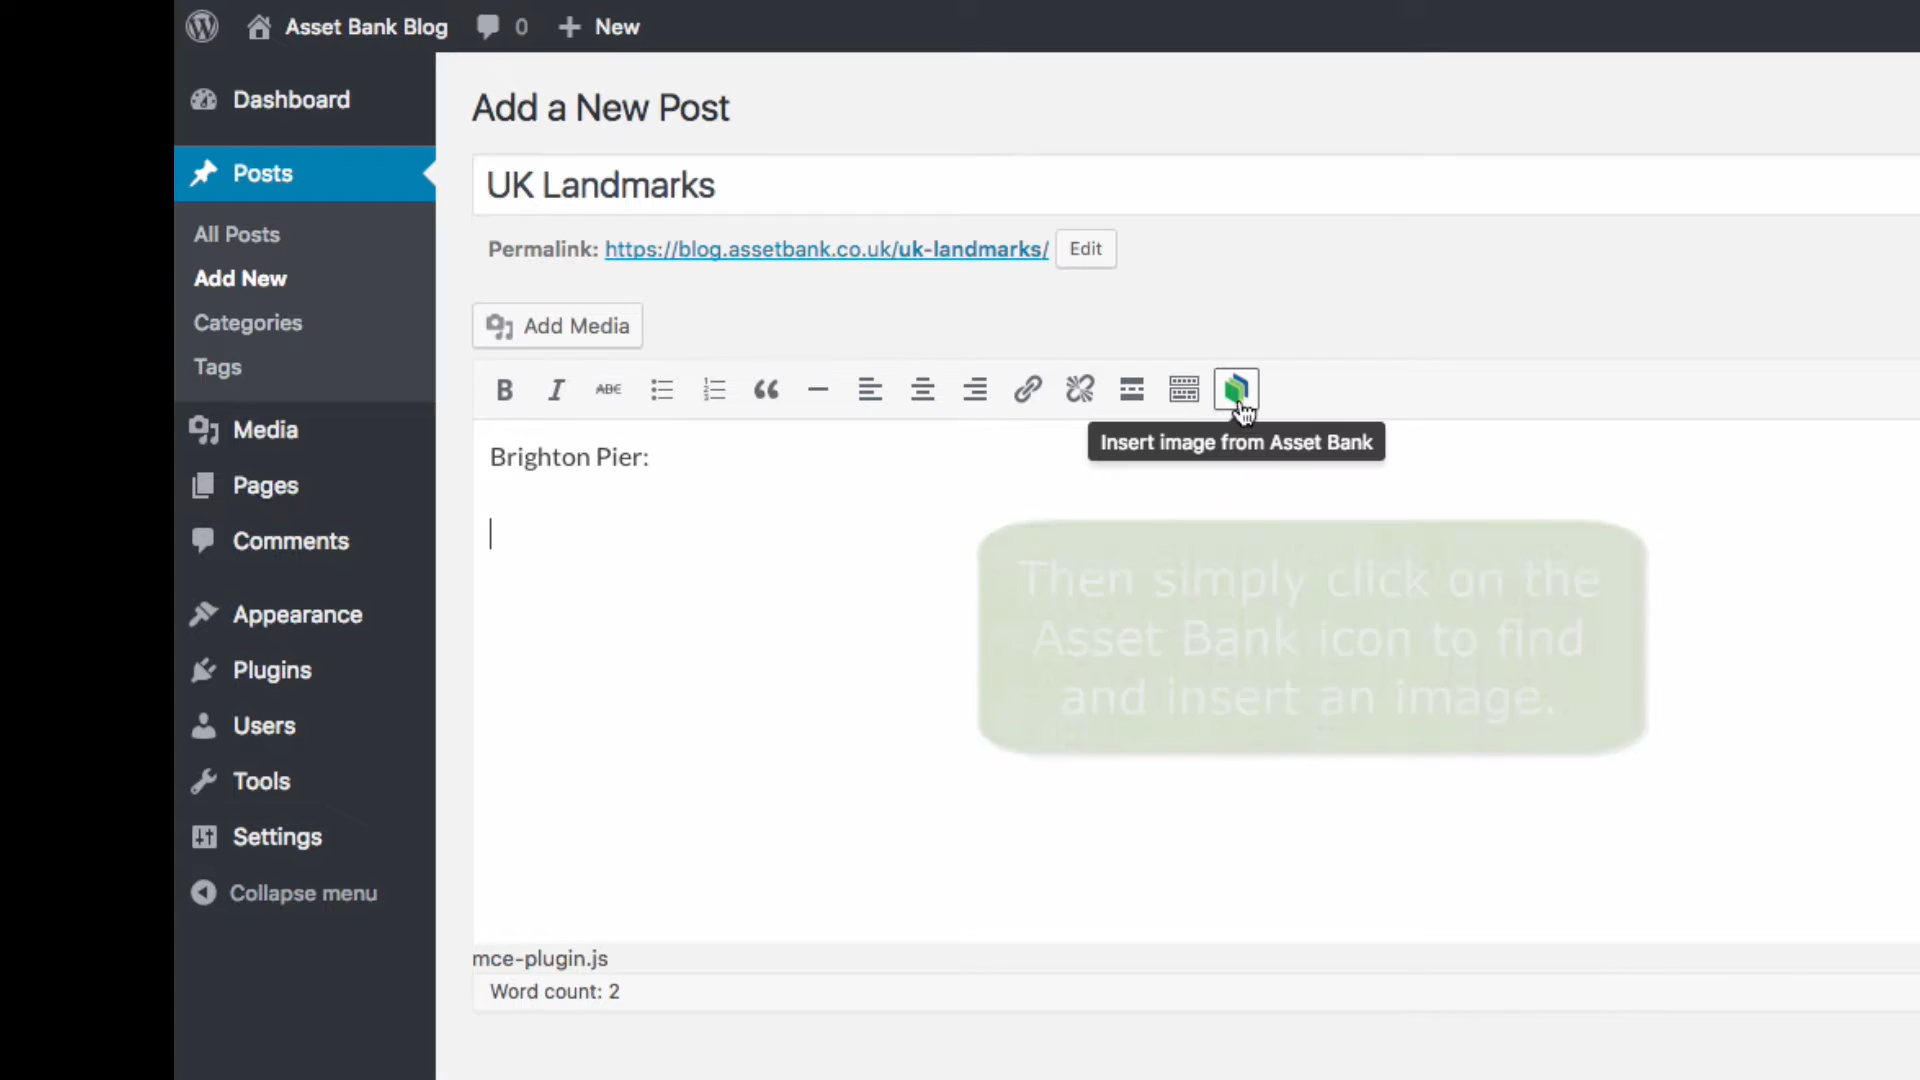 Asset Bank Blog 0 New
Dashboard
Posts
All Posts
Add New
Categories
Tags
Media
Pages
Comments
Appearance
Plugins
Users
Tools
Settings
Collapse menu
Add a New Post
UK Landmarks
Permalink: https://blog.assetbank.co.uk/uk-landmarks/ Edit
Add Media
B I ABC
Insert image from Asset Bank
Brighton Pier:
Then simply click on the
Asset Bank icon to find
and insert an image.
mce-plugin.js
Word count: 2